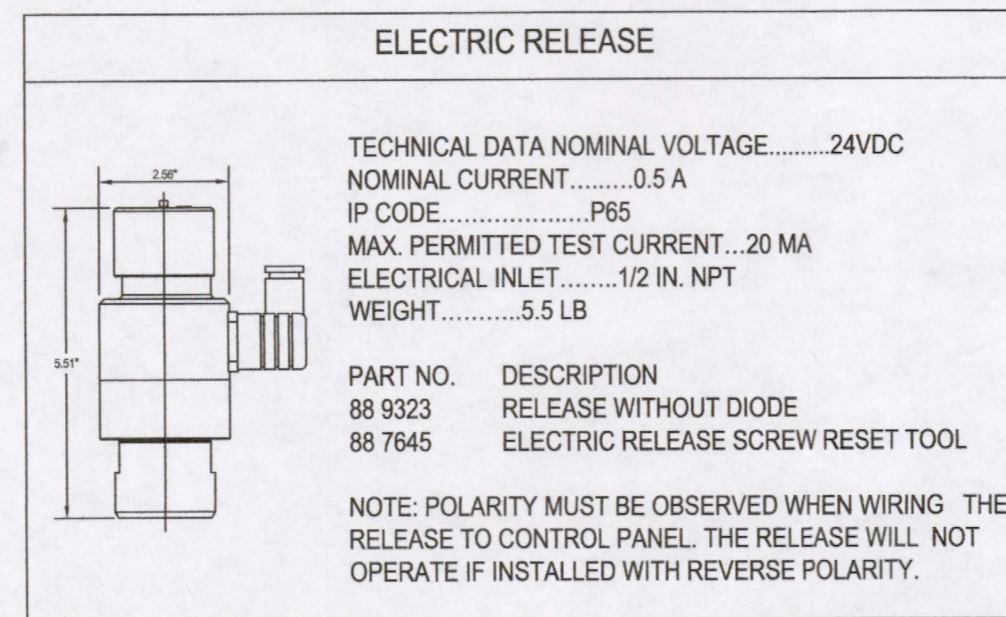 ELECTRIC RELEASE
2.56"
5.51"
TECHNICAL DATA NOMINAL VOLTAGE.........24VDC
NOMINAL CURRENT.........0.5 A
IP CODE.....................P65
MAX. PERMITTED TEST CURRENT...20 MA
ELECTRICAL INLET........1/2 IN. NPT
WEIGHT...........5.5 LB
PART NO. DESCRIPTION
88 9323 RELEASE WITHOUT DIODE
88 7645 ELECTRIC RELEASE SCREW RESET TOOL
NOTE: POLARITY MUST BE OBSERVED WHEN WIRING THE
RELEASE TO CONTROL PANEL. THE RELEASE WILL NOT
OPERATE IF INSTALLED WITH REVERSE POLARITY.